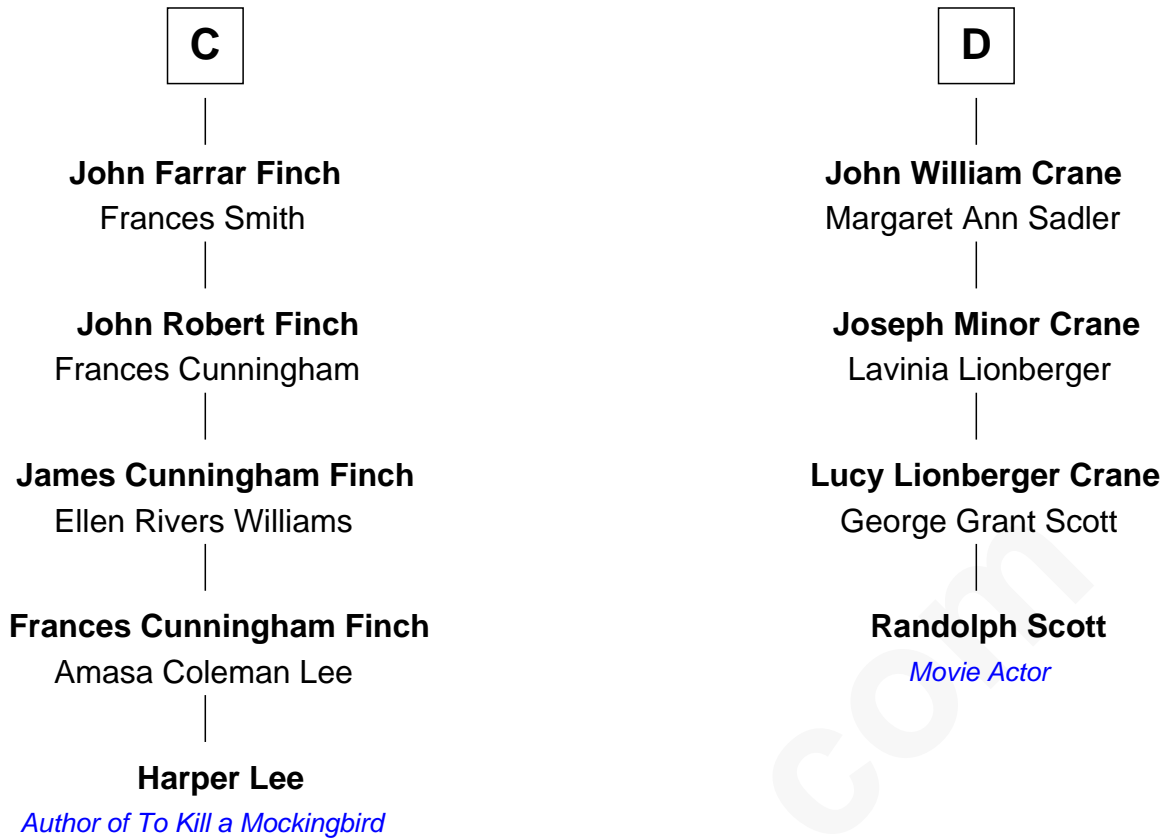 C
John Farrar Finch
Frances Smith
John Robert Finch
Frances Cunningham
James Cunningham Finch
Ellen Rivers Williams
Frances Cunningham Finch
Amasa Coleman Lee
Harper Lee
Author of To Kill a Mockingbird
D
John William Crane
Margaret Ann Sadler
Joseph Minor Crane
Lavinia Lionberger
Lucy Lionberger Crane
George Grant Scott
Randolph Scott
Movie Actor
com